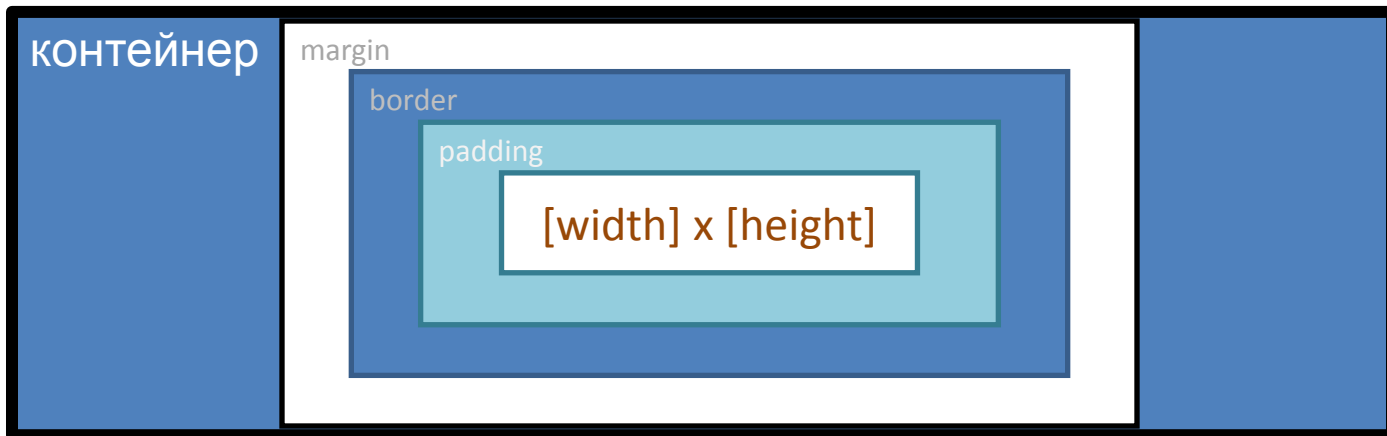 контейнер
margin
border
padding
[width] x [height]